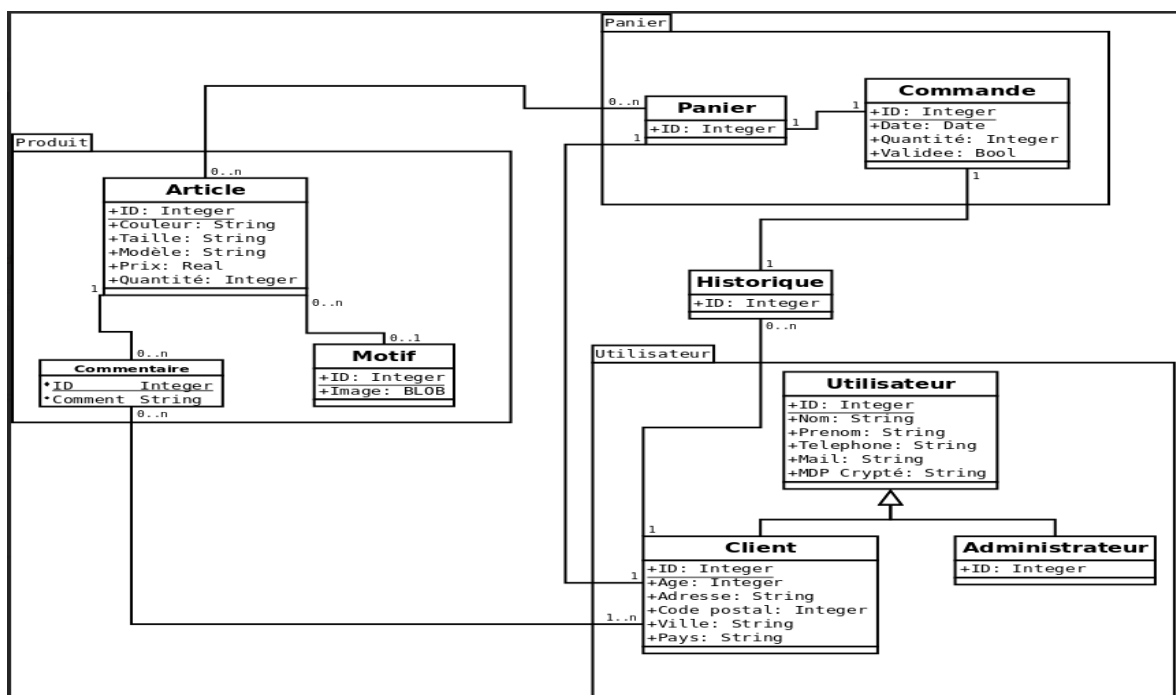 Panier
Commande
+ID: Integer
+Date: Date
+Quantité: Integer
+Validee: Bool
1
1
Panier
+ID: Integer
0..n
1
1
Produit
0..n
Article
+ID: Integer
+Couleur: String
+Taille: String
+Modèle: String
+Prix: Real
+Quantité: Integer
1
0..n
0..n
Commentaire
ID Integer
Comment String
0..n
0..1
Motif
+ID: Integer
+Image: BLOB
1
Historique
+ID: Integer
0..n
Utilisateur
Utilisateur
+ID: Integer
+Nom: String
+Prenom: String
+Telephone: String
+Mail: String
+MDP Crypté: String
1
Client
+ID: Integer
+Age: Integer
+Adresse: String
+Code postal: Integer
+Ville: String
+Pays: String
1
1..n
Administrateur
+ID: Integer